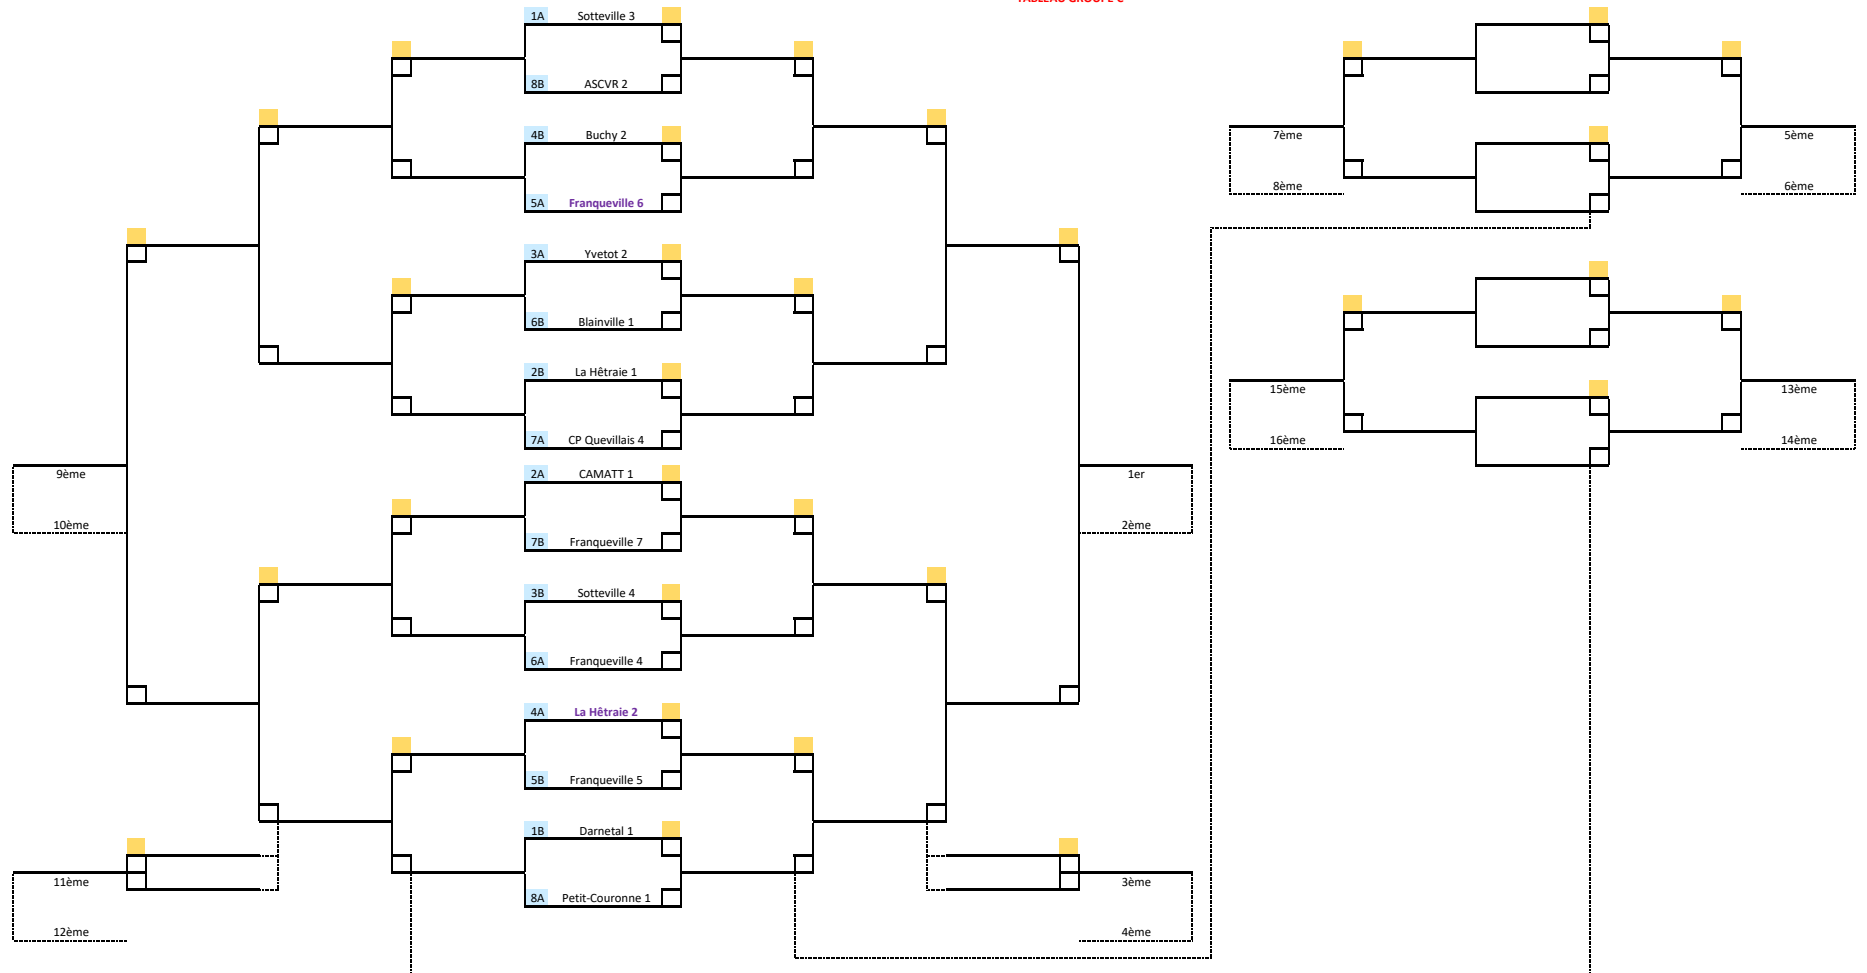 TABLEAU GROUPE C
1A Sotteville 3
8B ASCVR 2
4B Buchy 2
7ème 5ème
5A Franqueville 6
8ème 6ème
3A Yvetot 2
6B Blainville 1
2B La Hêtraie 1
15ème 13ème
7A CP Quevillais 4
16ème 14ème
9ème
2A CAMATT 1
1er
10ème
2ème
7B Franqueville 7
3B Sotteville 4
6A Franqueville 4
4A La Hêtraie 2
5B Franqueville 5
1B Darnetal 1
11ème
3ème
8A Petit-Couronne 1
12ème
4ème